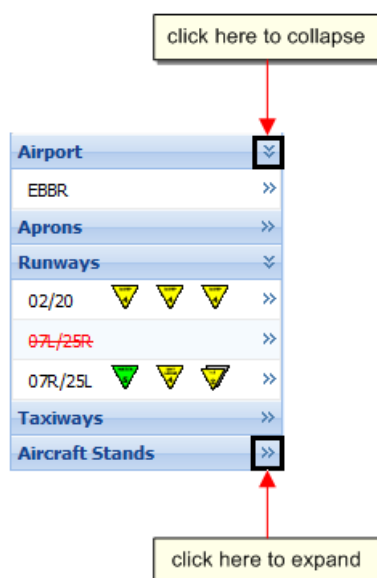 click here to collapse
Airport
EBBR
Aprons
Runways
02/20
07L/25R
07R/25L
Taxiways
Aircraft Stands
click here to expand